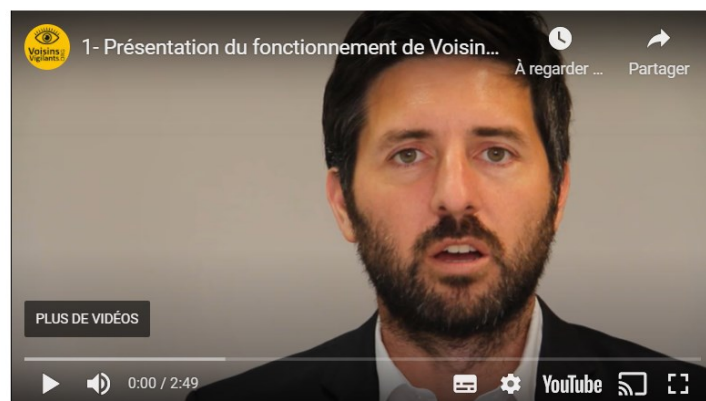 Voisins
Vigilants
1- Présentation du fonctionnement de Voisin...
À regarder ...
Partager
PLUS DE VIDÉOS
0:00 / 2:49
YouTube